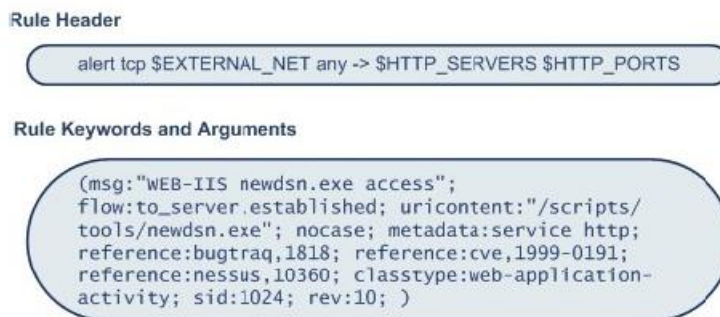 Rule Header
alert tcp $EXTERNAL_NET any -> $HTTP_SERVERS $HTTP_PORTS
Rule Keywords and Arguments
(msg:"WEB-IIS newdsn.exe access";
flow:to_server.established; uricontent:"/scripts/
tools/newdsn.exe"; nocase; metadata:service http;
reference:bugtraq,1818; reference:cve,1999-0191;
reference:nessus,10360; classtype:web-application-
activity; sid:1024; rev:10; )